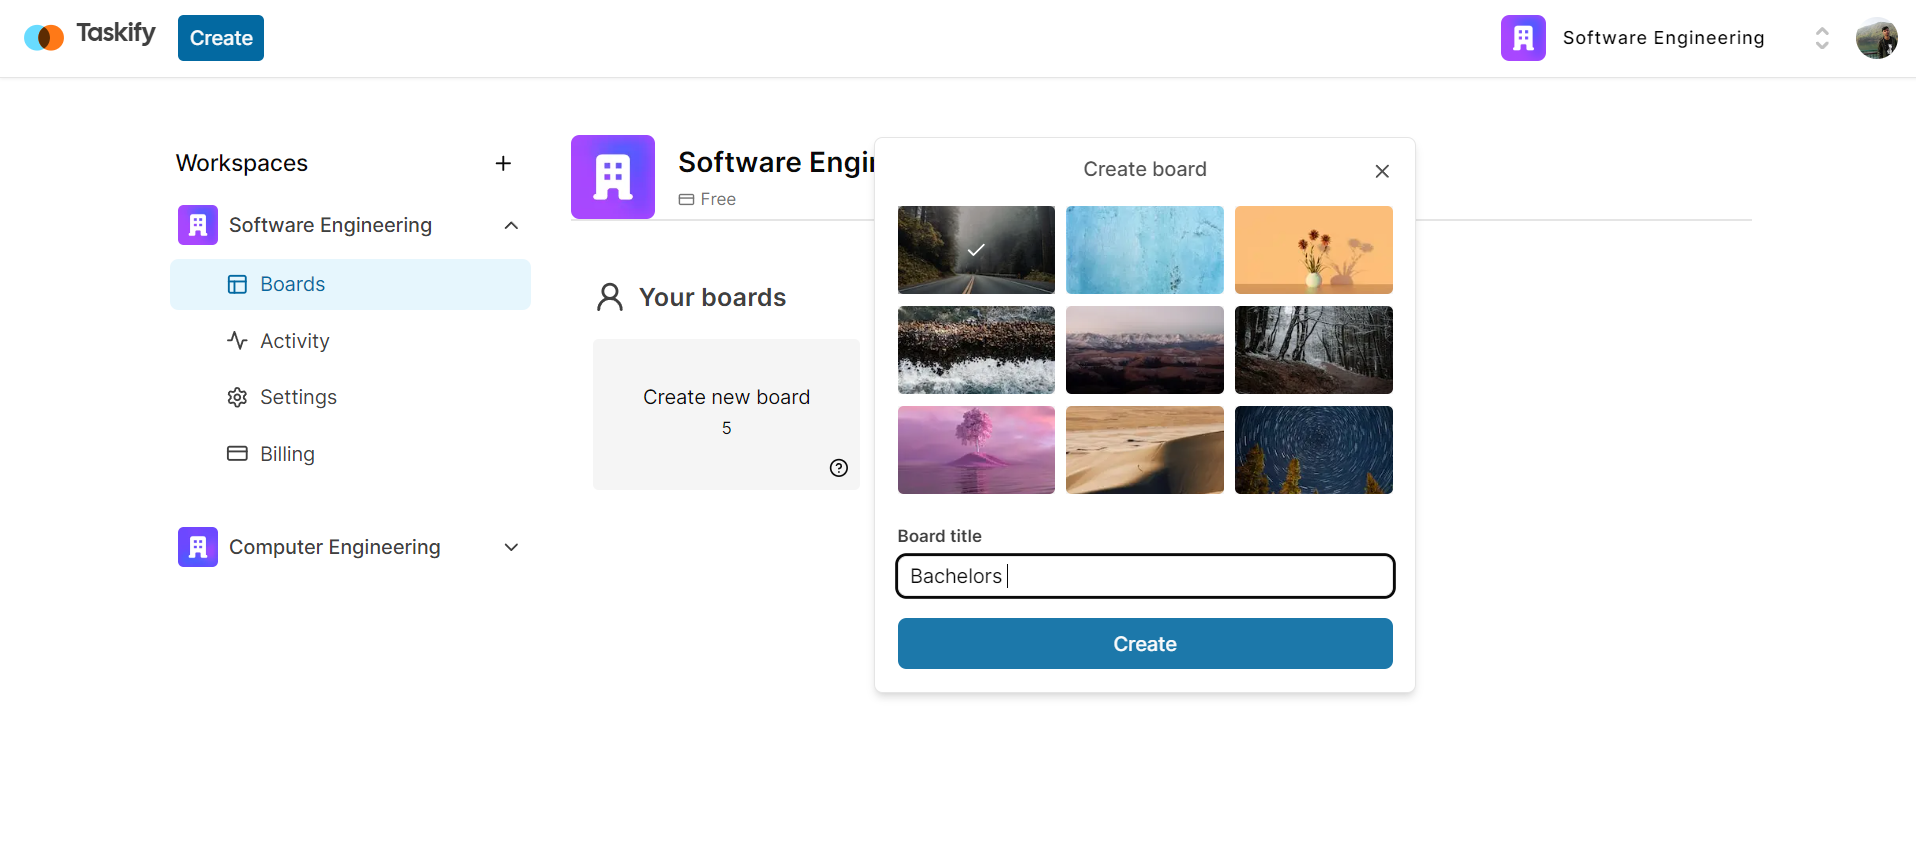 Taskify
Create
Software Engineering
Workspaces
Software Engineering
Boards
Activity
Settings
Billing
Computer Engineering
Software Engin
Free
Your boards
Create new board
5
Create board
Board title
Bachelors
Create